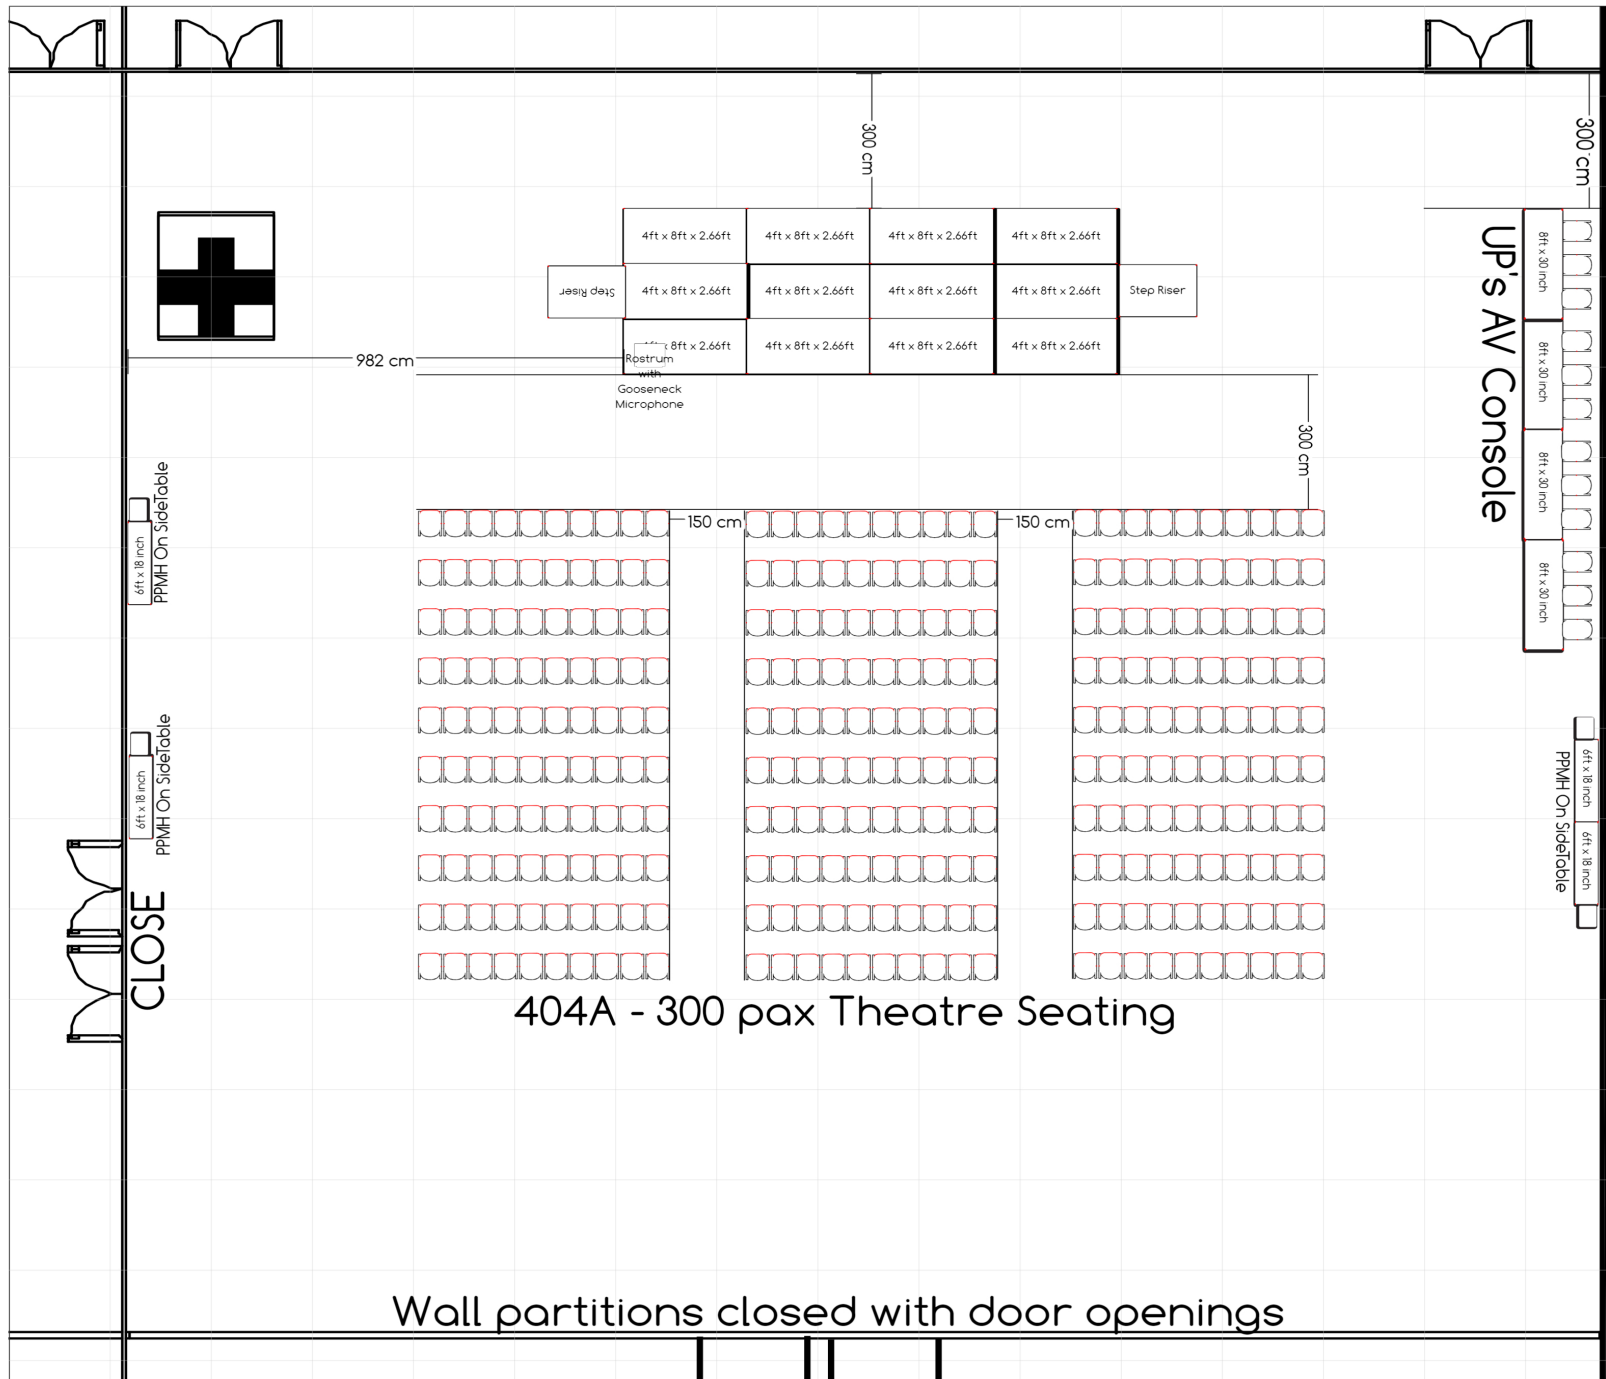 300 cm
300 cm
4ft x 8ft x 2.66ft
4ft x 8ft x 2.66ft
4ft x 8ft x 2.66ft
4ft x 8ft x 2.66ft
Step Riser
4ft x 8ft x 2.66ft
4ft x 8ft x 2.66ft
4ft x 8ft x 2.66ft
4ft x 8ft x 2.66ft
Step Riser
4ft x 8ft x 2.66ft
4ft x 8ft x 2.66ft
4ft x 8ft x 2.66ft
4ft x 8ft x 2.66ft
982 cm
Rostrum
with
Gooseneck
Microphone
UP's AV Console
8ft x 30 inch
8ft x 30 inch
8ft x 30 inch
8ft x 30 inch
300 cm
150 cm
150 cm
6ft x 18 inch
PPMH On SideTable
6ft x 18 inch
PPMH On SideTable
6ft x 18 inch
6ft x 18 inch
PPMH On SideTable
CLOSE
404A - 300 pax Theatre Seating
Wall partitions closed with door openings